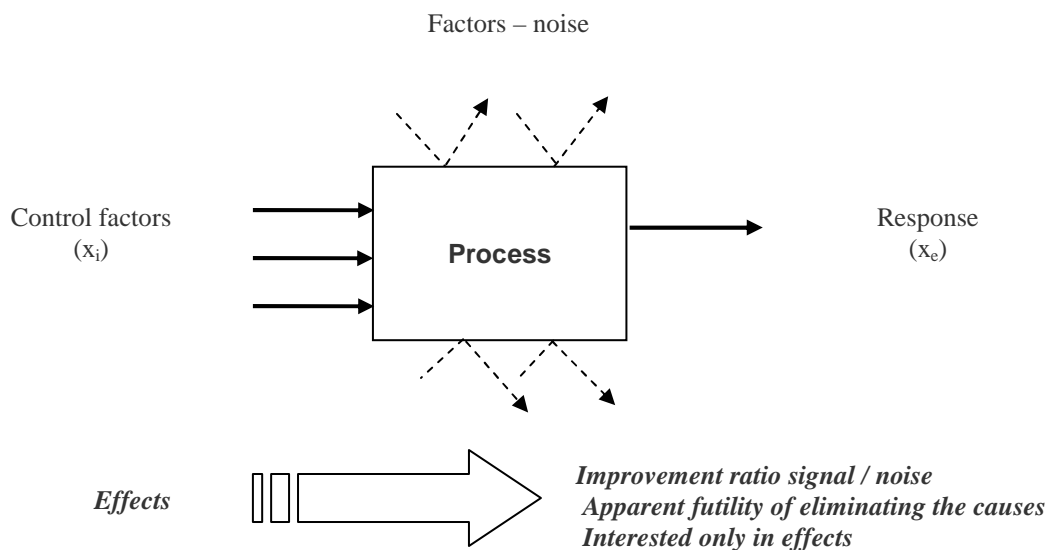 Factors – noise
Control factors
(xi)
Process
Response
(xe)
Effects
Improvement ratio signal / noise
Apparent futility of eliminating the causes
Interested only in effects